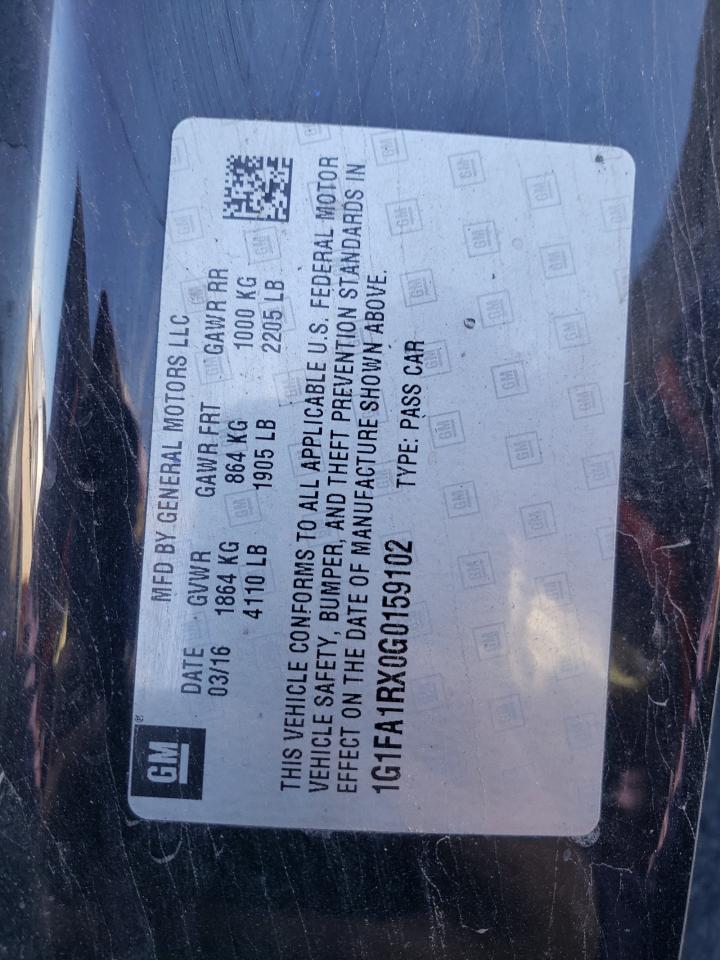 GM®
MFD BY GENERAL MOTORS LLC
DATE GVWR GAWR FRT GAWR RR
03/16 1864 KG 864 KG 1000 KG
4110 LB 1905 LB 2205 LB
THIS VEHICLE CONFORMS TO ALL APPLICABLE U.S. FEDERAL MOTOR
VEHICLE SAFETY, BUMPER, AND THEFT PREVENTION STANDARDS IN
EFFECT ON THE DATE OF MANUFACTURE SHOWN ABOVE.
1G1FA1RX0G0159102 TYPE: PASS CAR